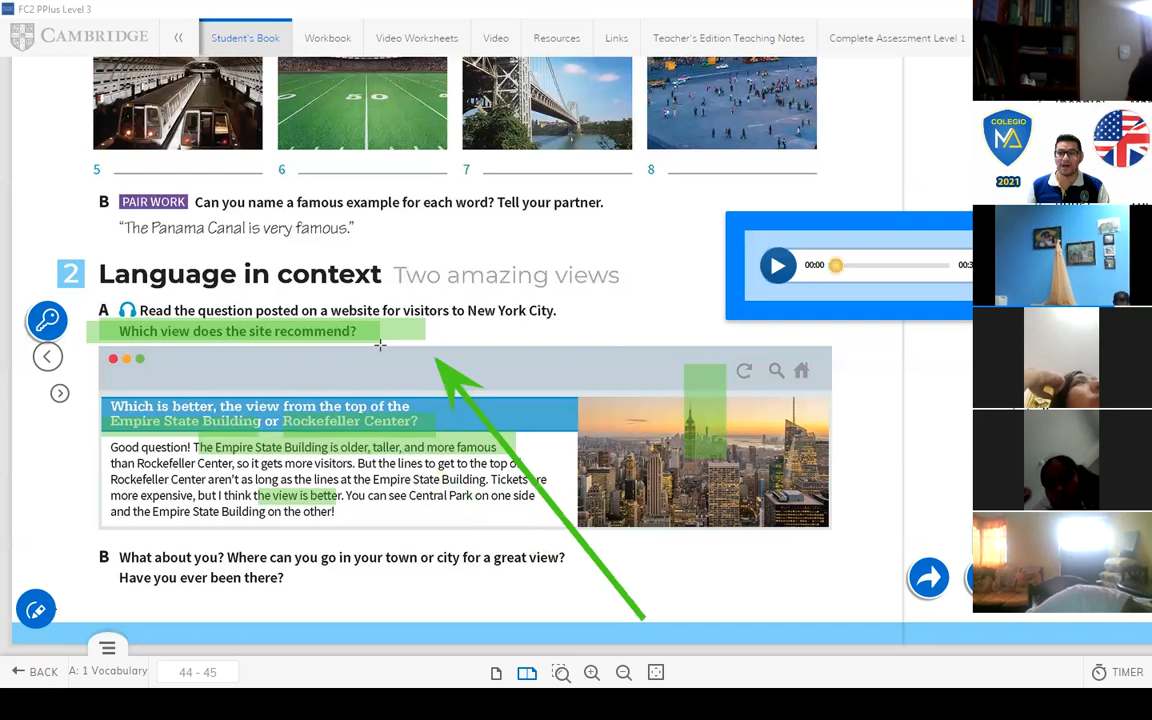 FC2 PPlus Level 3
CAMBRIDGE
Student's Book
Workbook
Video Worksheets
Video
Resources
Links
Teacher's Edition Teaching Notes
Complete Assessment Level 1
50
5
6
7
8
B PAIR WORK Can you name a famous example for each word? Tell your partner.
"The Panama Canal is very famous."
2 Language in context Two amazing views
A Read the question posted on a website for visitors to New York City.
Which view does the site recommend?
Which is better, the view from the top of the
Empire State Building or Rockefeller Center?
Good question! The Empire State Building is older, taller, and more famous
than Rockefeller Center, so it gets more visitors. But the lines to get to the top of
Rockefeller Center aren't as long as the lines at the Empire State Building. Tickets are
more expensive, but I think the view is better. You can see Central Park on one side
and the Empire State Building on the other!
B What about you? Where can you go in your town or city for a great view?
Have you ever been there?
00:00
00:3
COLEGIO
MA
2021
BACK
A: 1 Vocabulary
44 - 45
TIMER